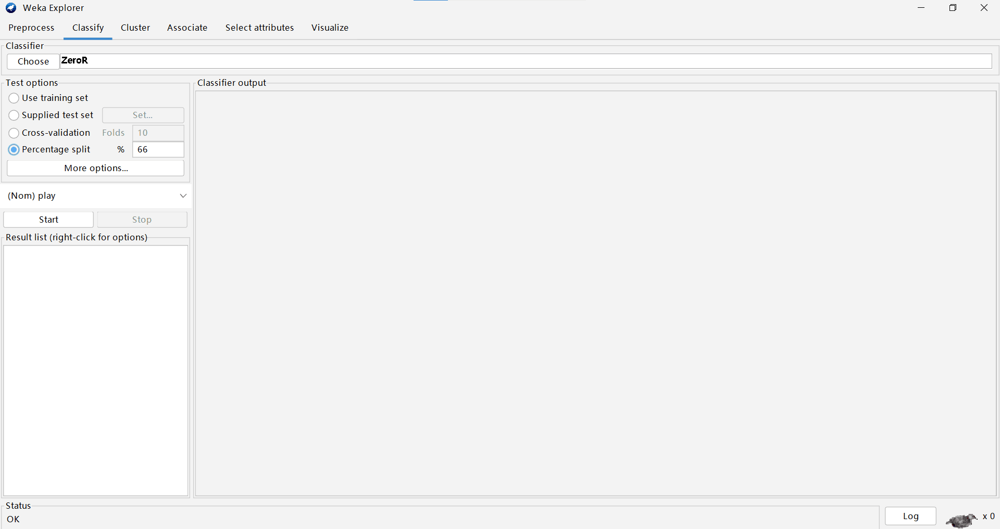 Weka Explorer
Preprocess Classify Cluster Associate Select attributes Visualize
Classifier
Choose ZeroR
Test options
Use training set
Supplied test set Set...
Cross-validation Folds 10
Percentage split % 66
More options...
(Nom) play
Start Stop
Result list (right-click for options)
Classifier output
Status
OK
Log x 0